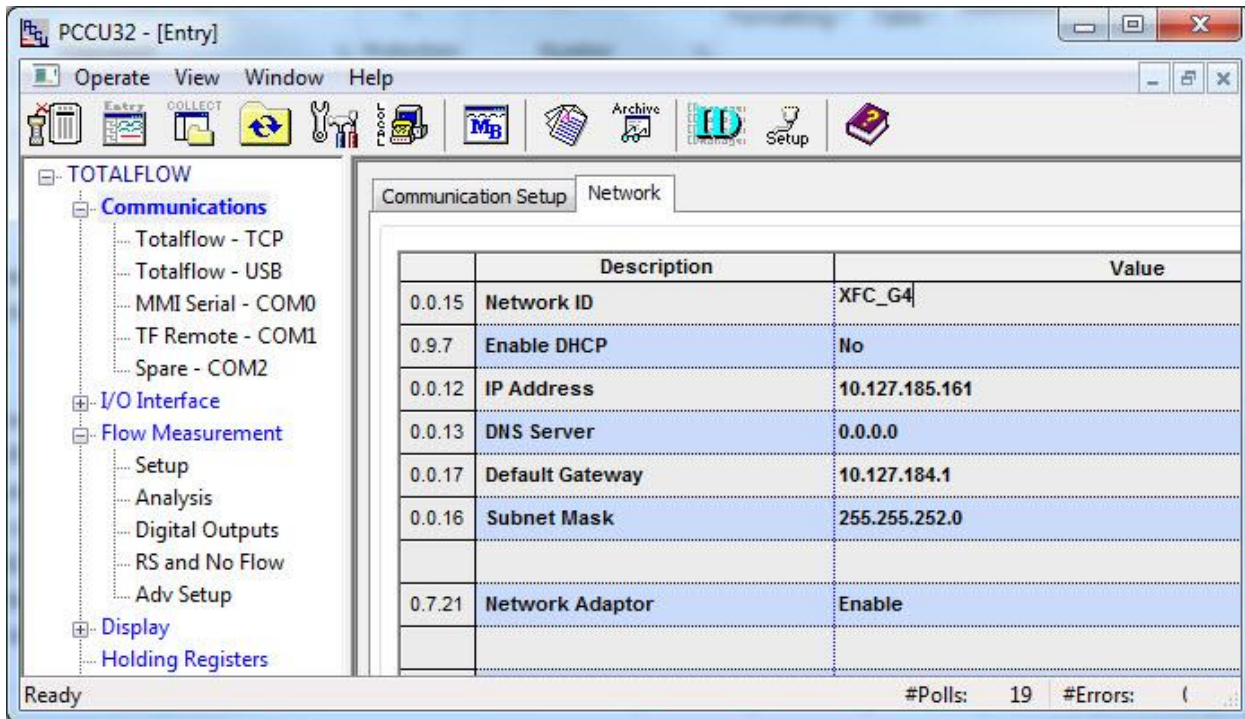 PCCU32 - [Entry]
Operate View Window Help
Entry COLLECT LOCAL MB Archive ID Setup
TOTALFLOW
Communications
Totalflow - TCP
Totalflow - USB
MMI Serial - COM0
TF Remote - COM1
Spare - COM2
I/O Interface
Flow Measurement
Setup
Analysis
Digital Outputs
RS and No Flow
Adv Setup
Display
Holding Registers
Communication Setup Network
Description Value
0.0.15 Network ID XFC_G4
0.9.7 Enable DHCP No
0.0.12 IP Address 10.127.185.161
0.0.13 DNS Server 0.0.0.0
0.0.17 Default Gateway 10.127.184.1
0.0.16 Subnet Mask 255.255.252.0
0.7.21 Network Adaptor Enable
Ready #Polls: 19 #Errors: